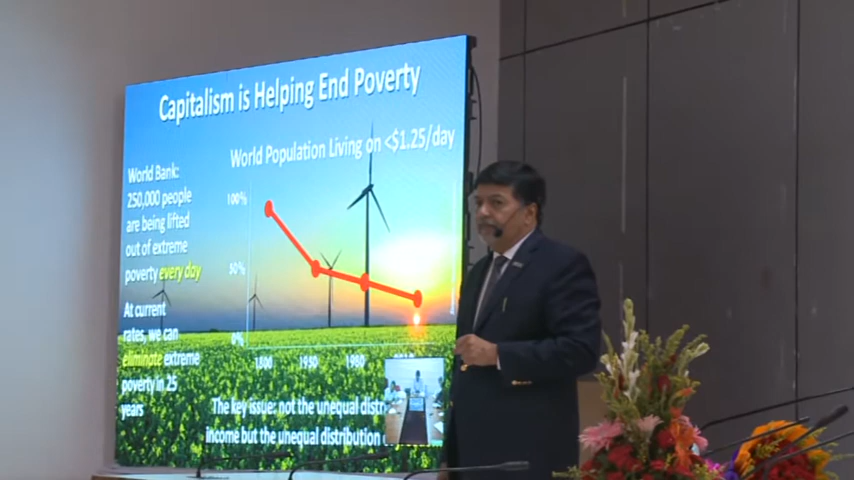 Capitalism is Helping End Poverty
World Population Living on <$1.25/day
World Bank:
250,000 people
are being lifted
out of extreme
poverty every day
At current
rates, we can
eliminate extreme
poverty in 25
years
100%
50%
0%
1800 1950 1980
The key issue: not the unequal
income but the unequal distribution